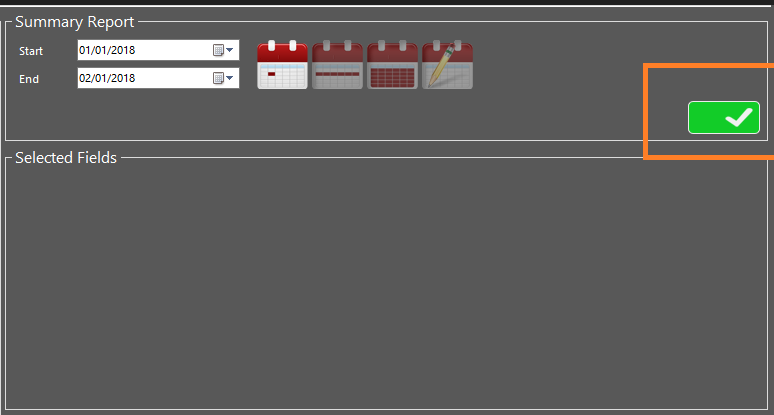 Summary Report
Start 01/01/2018
End 02/01/2018
Selected Fields